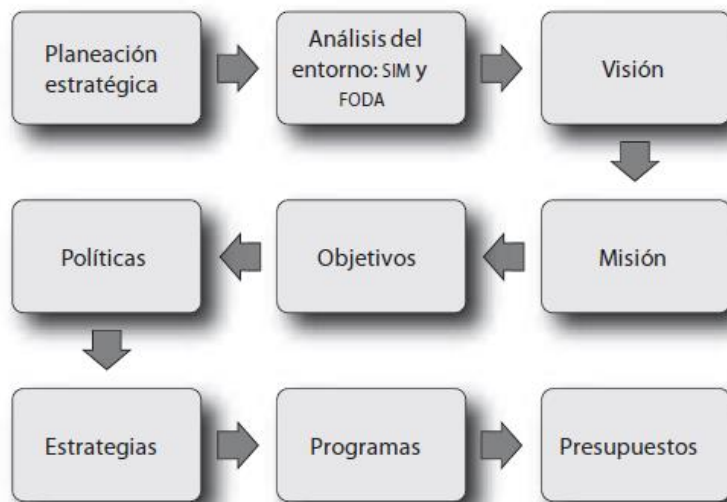 Planeación
estratégica
Análisis del
entorno: SIM y
FODA
Visión
Misión
Objetivos
Políticas
Estrategias
Programas
Presupuestos